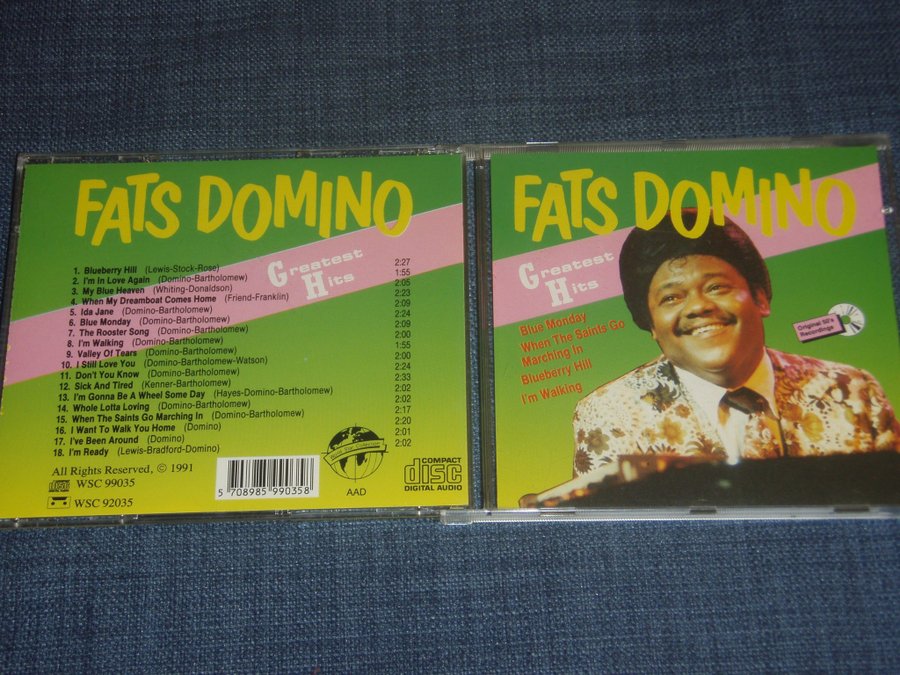 FATS DOMINO
Greatest
Hits
1. Blueberry Hill (Lewis-Stock-Rose) 2:27
2. I'm In Love Again (Domino-Bartholomew) 1:55
3. My Blue Heaven (Whiting-Donaldson) 2:05
4. When My Dreamboat Comes Home (Friend-Franklin) 2:23
5. Ida Jane (Domino-Bartholomew) 2:09
6. Blue Monday (Domino-Bartholomew) 2:24
7. The Rooster Song (Domino-Bartholomew) 2:09
8. I'm Walking (Domino-Bartholomew) 2:09
9. Valley Of Tears (Domino-Bartholomew) 1:55
10. I Still Love You (Domino-Bartholomew-Watson) 2:00
11. Don't You Know (Domino-Bartholomew) 2:24
12. Sick And Tired (Kenner-Bartholomew) 2:33
13. I'm Gonna Be A Wheel Some Day (Hayes-Domino-Bartholomew) 2:02
14. Whole Lotta Loving (Domino-Bartholomew) 2:02
15. When The Saints Go Marching In (Domino-Bartholomew) 2:17
16. I Want To Walk You Home (Domino) 2:20
17. I've Been Around (Domino) 2:01
18. I'm Ready (Lewis-Bradford-Domino) 2:02
All Rights Reserved, © 1991
WSC 99035
WSC 92035
5 708985 990358
AAD
COMPACT
disc
DIGITAL AUDIO
FATS DOMINO
Greatest
Hits
Blue Monday
When The Saints Go
Marching In
Blueberry Hill
I'm Walking
Original 50's
Recordings